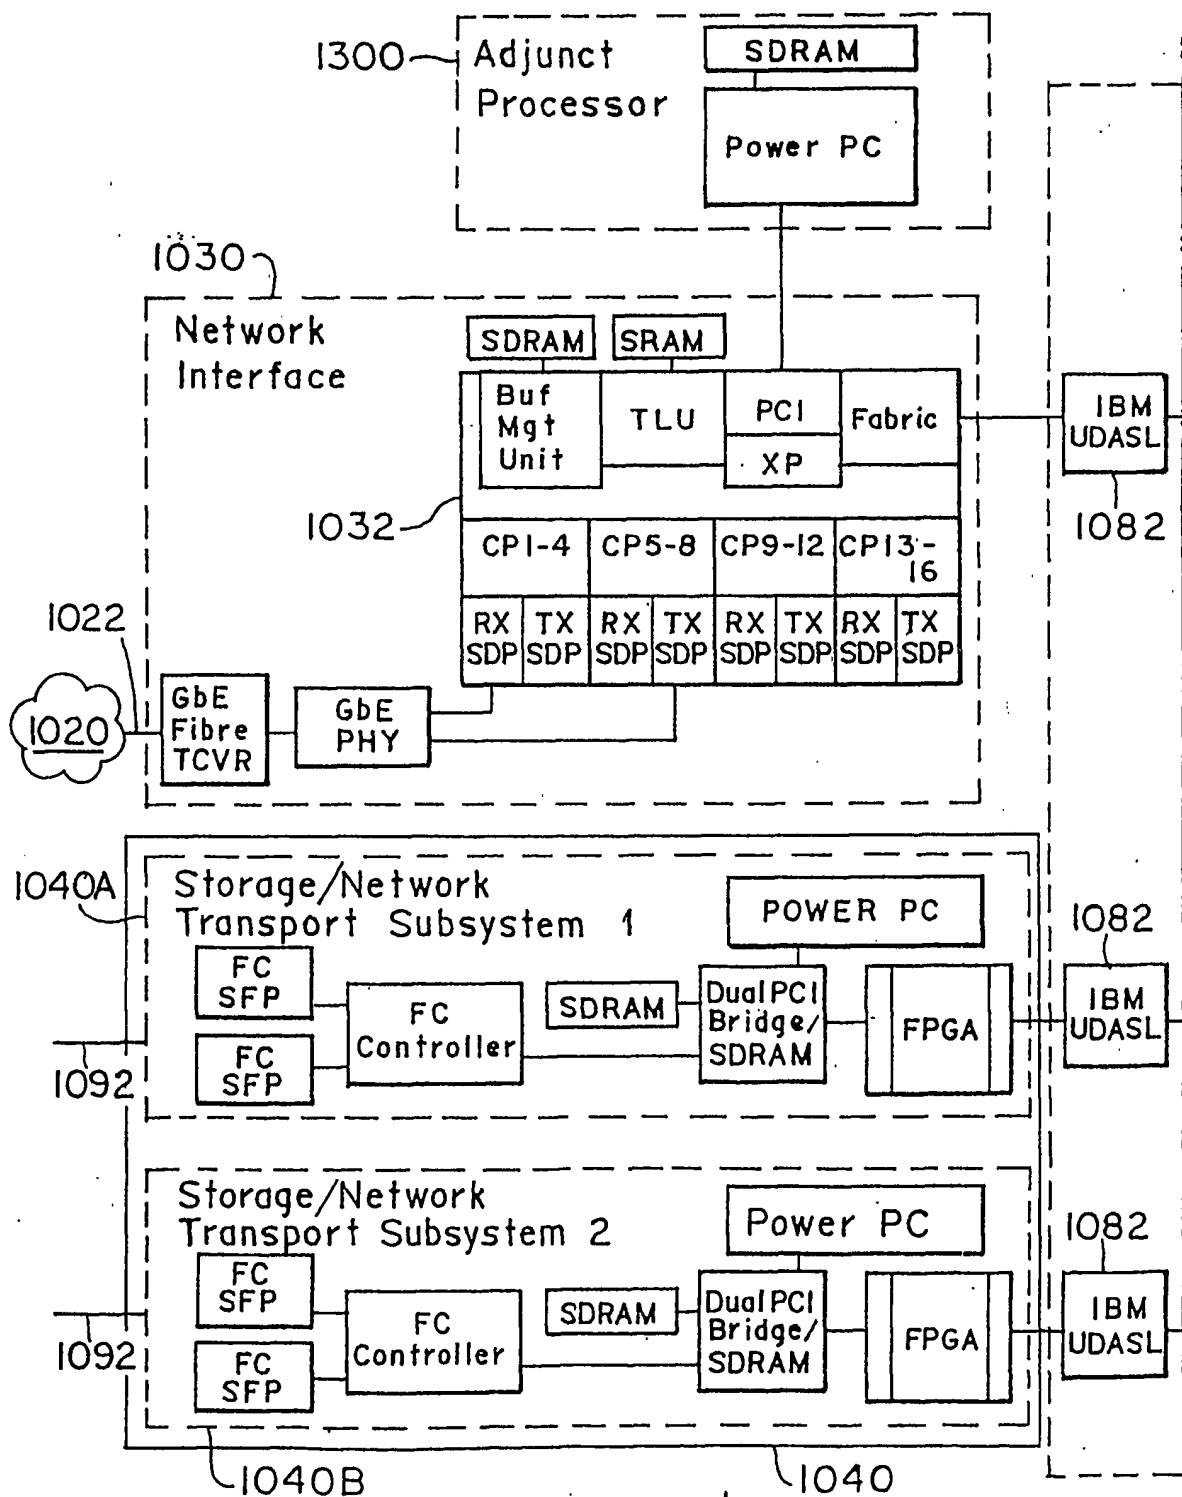 1300
Adjunct
Processor
SDRAM
Power PC
1030
Network
Interface
SDRAM
SRAM
Buf
Mgt
Unit
TLU
PCI
XP
Fabric
IBM
UDASL
1082
1032
CP1-4
CP5-8
CP9-12
CP13-
16
RX
SDP
TX
SDP
RX
SDP
TX
SDP
RX
SDP
TX
SDP
RX
SDP
TX
SDP
1022
1020
GbE
Fibre
TCVR
GbE
PHY
1040A
Storage/Network
Transport Subsystem 1
POWER PC
FC
SFP
FC
SFP
FC
Controller
SDRAM
Dual PCI
Bridge/
SDRAM
FPGA
1082
IBM
UDASL
1092
Storage/Network
Transport Subsystem 2
Power PC
FC
SFP
FC
SFP
FC
Controller
SDRAM
Dual PCI
Bridge/
SDRAM
FPGA
1082
IBM
UDASL
1092
1040B
1040